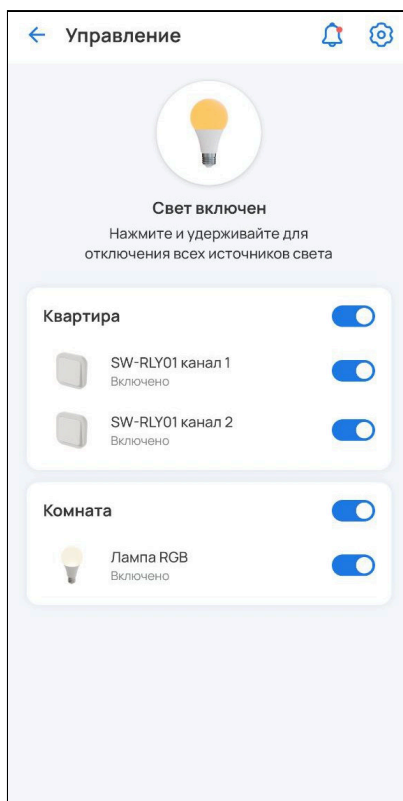 Управление
Свет включен
Нажмите и удерживайте для
отключения всех источников света
Квартира
SW-RLY01 канал 1
Включено
SW-RLY01 канал 2
Включено
Комната
Лампа RGB
Включено